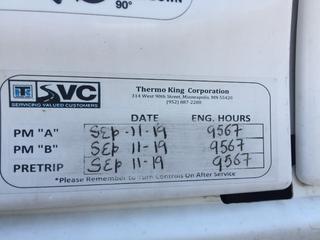 DOWN
90°
SVC
SERVICING VALUED CUSTOMERS
Thermo King Corporation
314 West 90th Street, Minneapolis, MN 55420
(952) 887-2200
DATE ENG. HOURS
PM "A" SEP-11-19 9567
PM "B" SEP 11-19 9567
PRETRIP SEP 11-19 9567
*Please Remember to Turn Controls On After Service